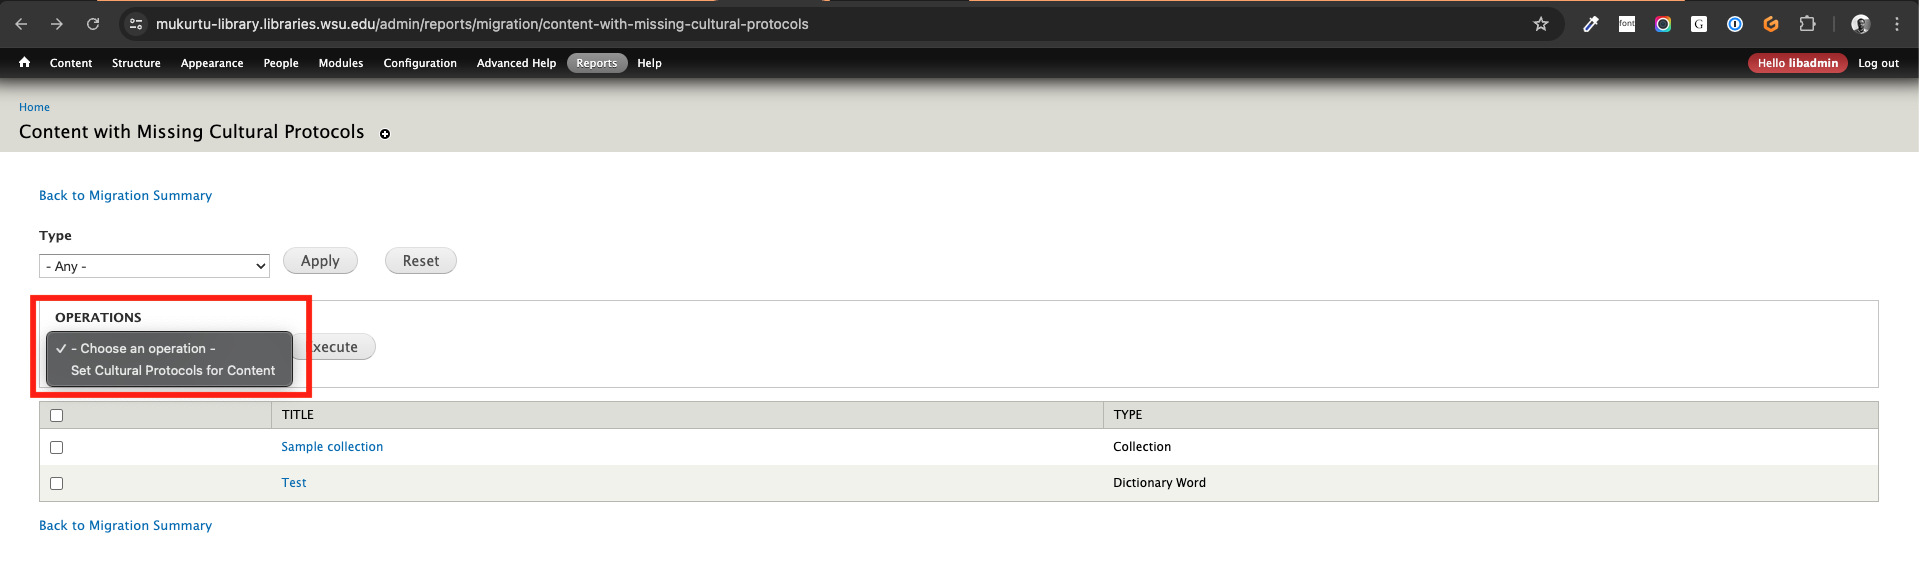 mukurtu-library.libraries.wsu.edu/admin/reports/migration/content-with-missing-cultural-protocols
font
G
Content Structure Appearance People Modules Configuration Advanced Help Reports Help Hello libadmin Log out
Home
Content with Missing Cultural Protocols
Back to Migration Summary
Type
- Any - Apply Reset
OPERATIONS
✓ - Choose an operation - xecute
Set Cultural Protocols for Content
TITLE TYPE
Sample collection Collection
Test Dictionary Word
Back to Migration Summary